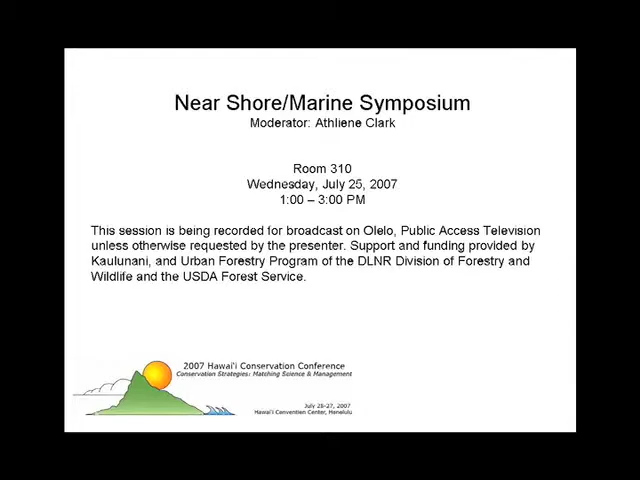 Near Shore/Marine Symposium
Moderator: Athliene Clark
Room 310
Wednesday, July 25, 2007
1:00 – 3:00 PM
This session is being recorded for broadcast on Olelo, Public Access Television
unless otherwise requested by the presenter. Support and funding provided by
Kaulunani, and Urban Forestry Program of the DLNR Division of Forestry and
Wildlife and the USDA Forest Service.
2007 Hawai'i Conservation Conference
Conservation Strategies: Matching Science & Management
July 25-27, 2007
Hawai'i Convention Center, Honolulu